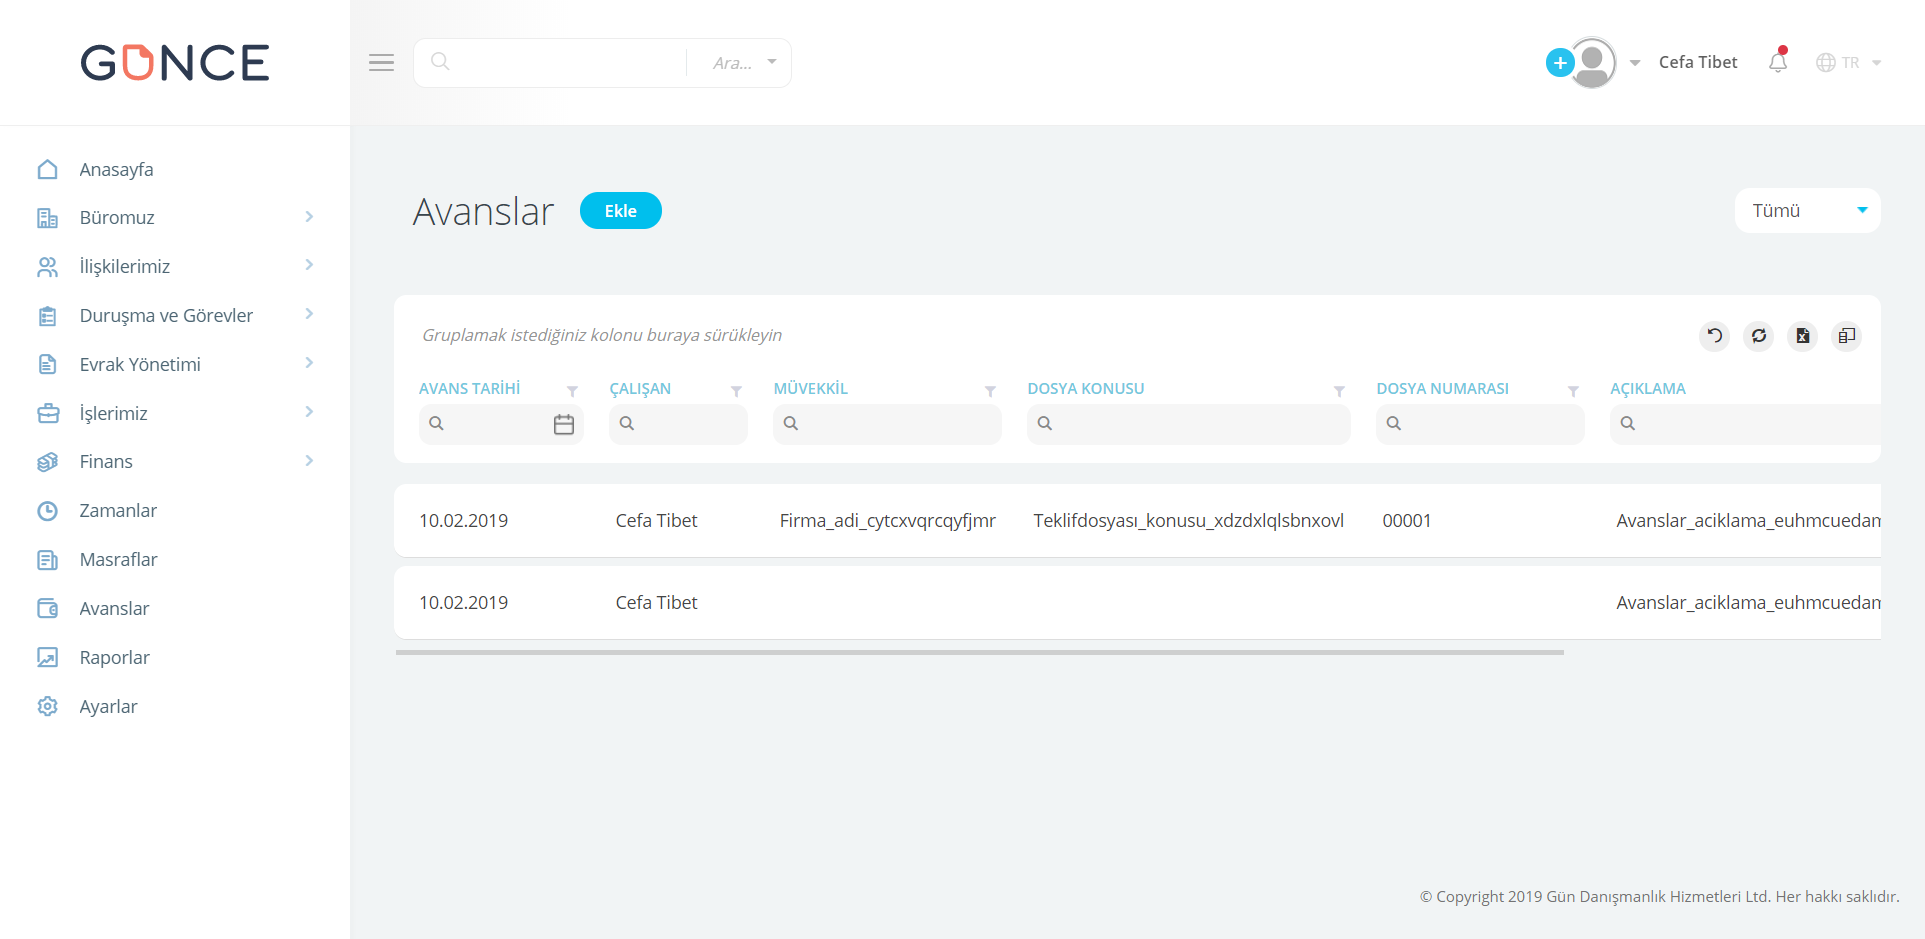 GÜNCE
Ara...
Cefa Tibet
TR
Anasayfa
Büromuz
İlişkilerimiz
Duruşma ve Görevler
Evrak Yönetimi
İşlerimiz
Finans
Zamanlar
Masraflar
Avanslar
Raporlar
Ayarlar
Avanslar
Ekle
Tümü
Gruplamak istediğiniz kolonu buraya sürükleyin
AVANS TARİHİ ÇALIŞAN MÜVEKKİL DOSYA KONUSU DOSYA NUMARASI AÇIKLAMA
10.02.2019 Cefa Tibet Firma_adi_cytcxvqrcqyfjmr Teklifdosyası_konusu_xdzdxlqlsbnxovl 00001 Avanslar_aciklama_euhmcuedam
10.02.2019 Cefa Tibet Avanslar_aciklama_euhmcuedam
© Copyright 2019 Gün Danışmanlık Hizmetleri Ltd. Her hakkı saklıdır.